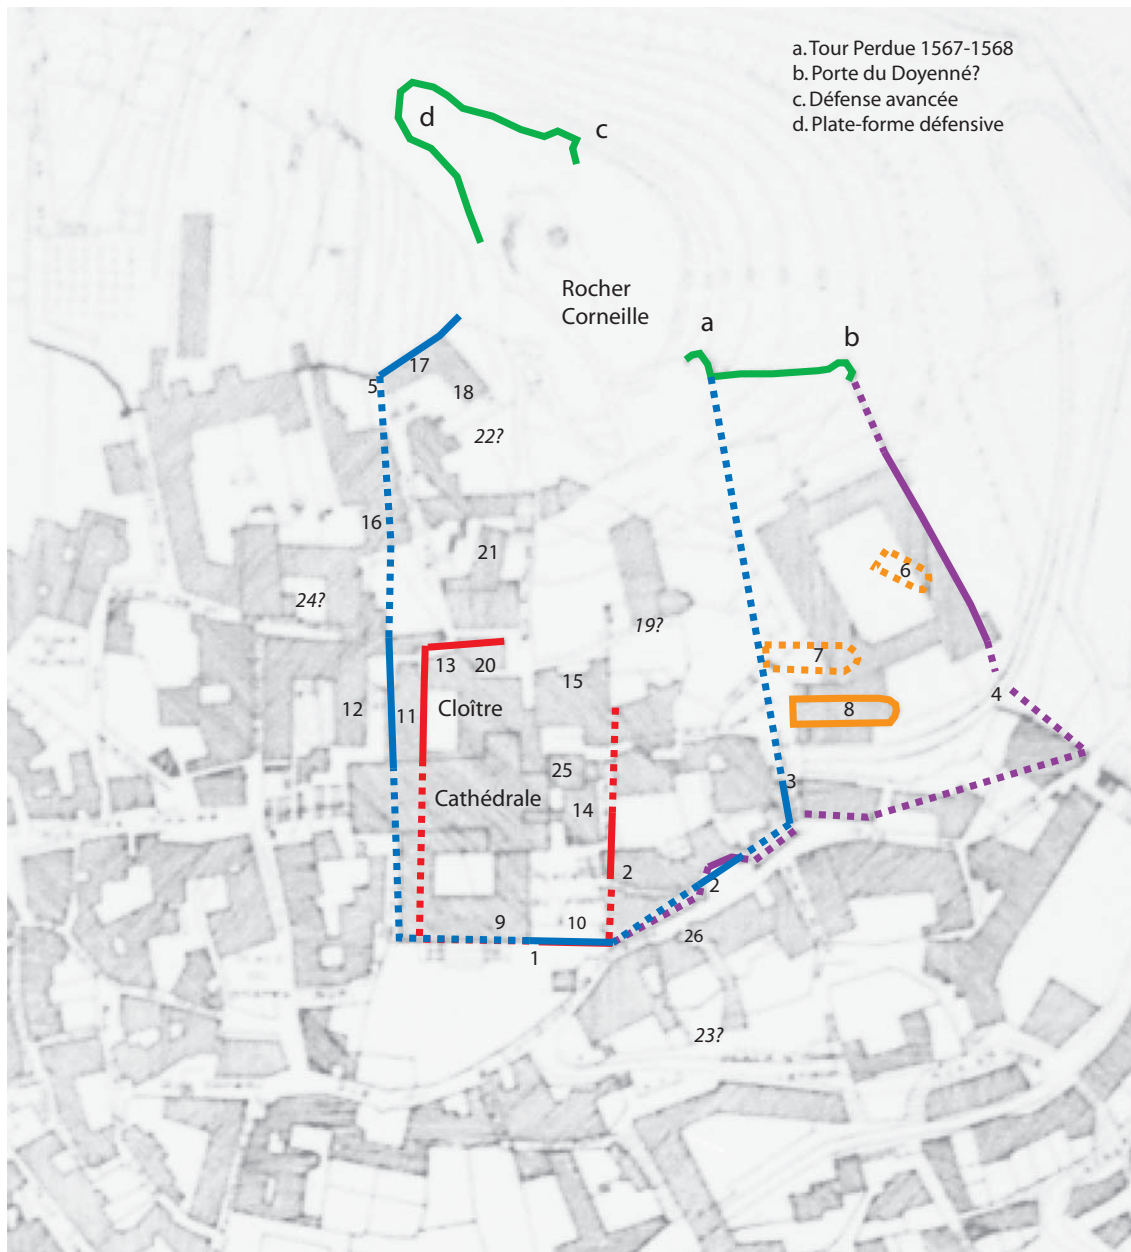 a. Tour Perdue 1567-1568
b. Porte du Doyenné?
c. Défense avancée
d. Plate-forme défensive
d
c
Rocher
Corneille
a
b
17
5
18
22?
16
21
6
24?
19?
7
13
20
15
4
12
11
Cloître
8
25
3
Cathédrale
14
2
2
9
10
26
1
23?